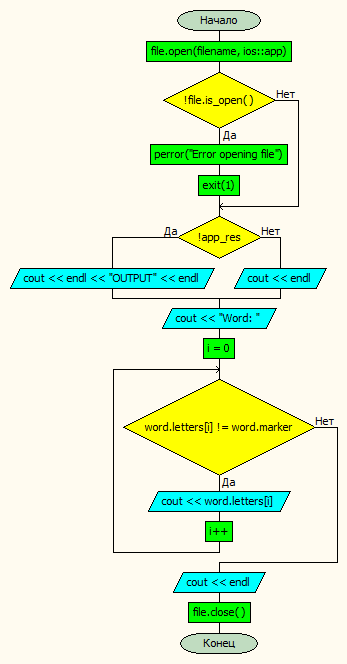 Начало
file.open(filename, ios::app)
!file.is_open( )
Нет
Да
perror("Error opening file")
exit(1)
Да
!app_res
Нет
cout << endl << "OUTPUT" << endl
cout << endl
cout << "Word: "
i = 0
Нет
word.letters[i] != word.marker
Да
cout << word.letters[i]
i++
cout << endl
file.close( )
Конец